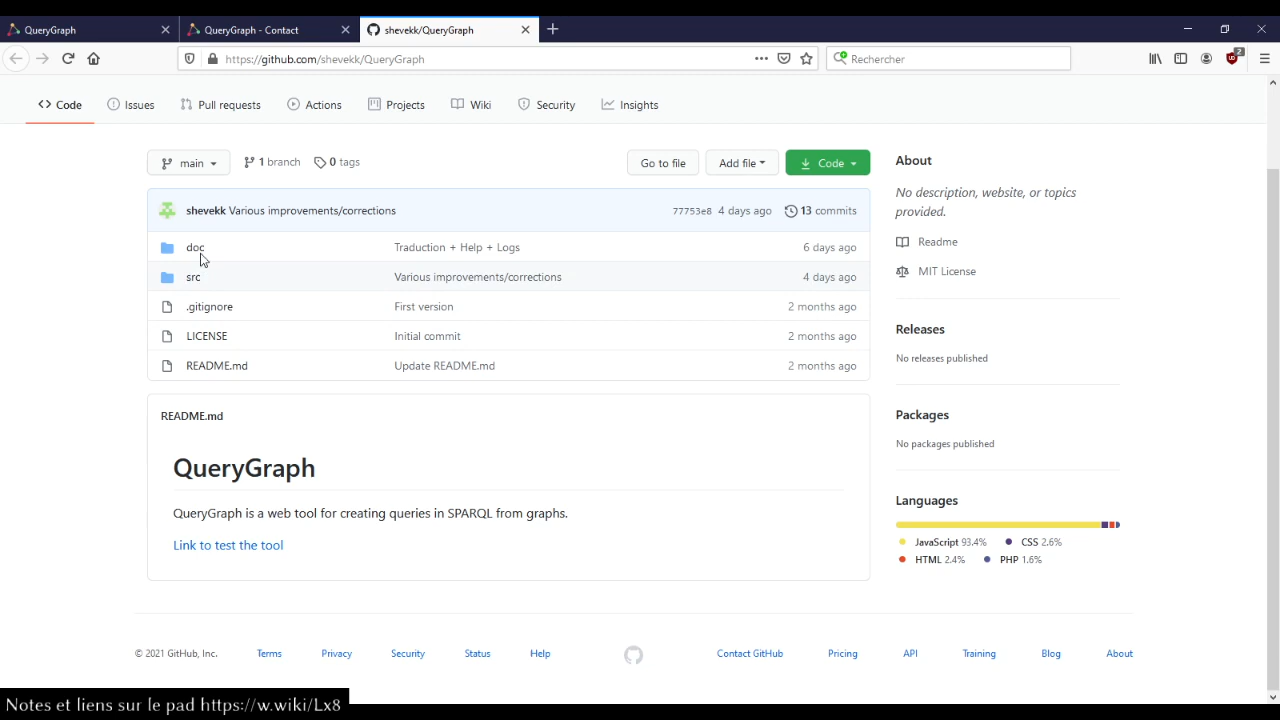 QueryGraph
QueryGraph - Contact
shevekk/QueryGraph
https://github.com/shevekk/QueryGraph
Rechercher
2
Code
Issues
Pull requests
Actions
Projects
Wiki
Security
Insights
main
1 branch
0 tags
Go to file
Add file
Code
shevekk Various improvements/corrections
77753e8 4 days ago
13 commits
doc Traduction + Help + Logs 6 days ago
src Various improvements/corrections 4 days ago
.gitignore First version 2 months ago
LICENSE Initial commit 2 months ago
README.md Update README.md 2 months ago
README.md
QueryGraph
QueryGraph is a web tool for creating queries in SPARQL from graphs.
Link to test the tool
About
No description, website, or topics
provided.
Readme
MIT License
Releases
No releases published
Packages
No packages published
Languages
JavaScript 93.4% CSS 2.6%
HTML 2.4% PHP 1.6%
© 2021 GitHub, Inc. Terms Privacy Security Status Help Contact GitHub Pricing API Training Blog About
Notes et liens sur le pad https://w.wiki/Lx8